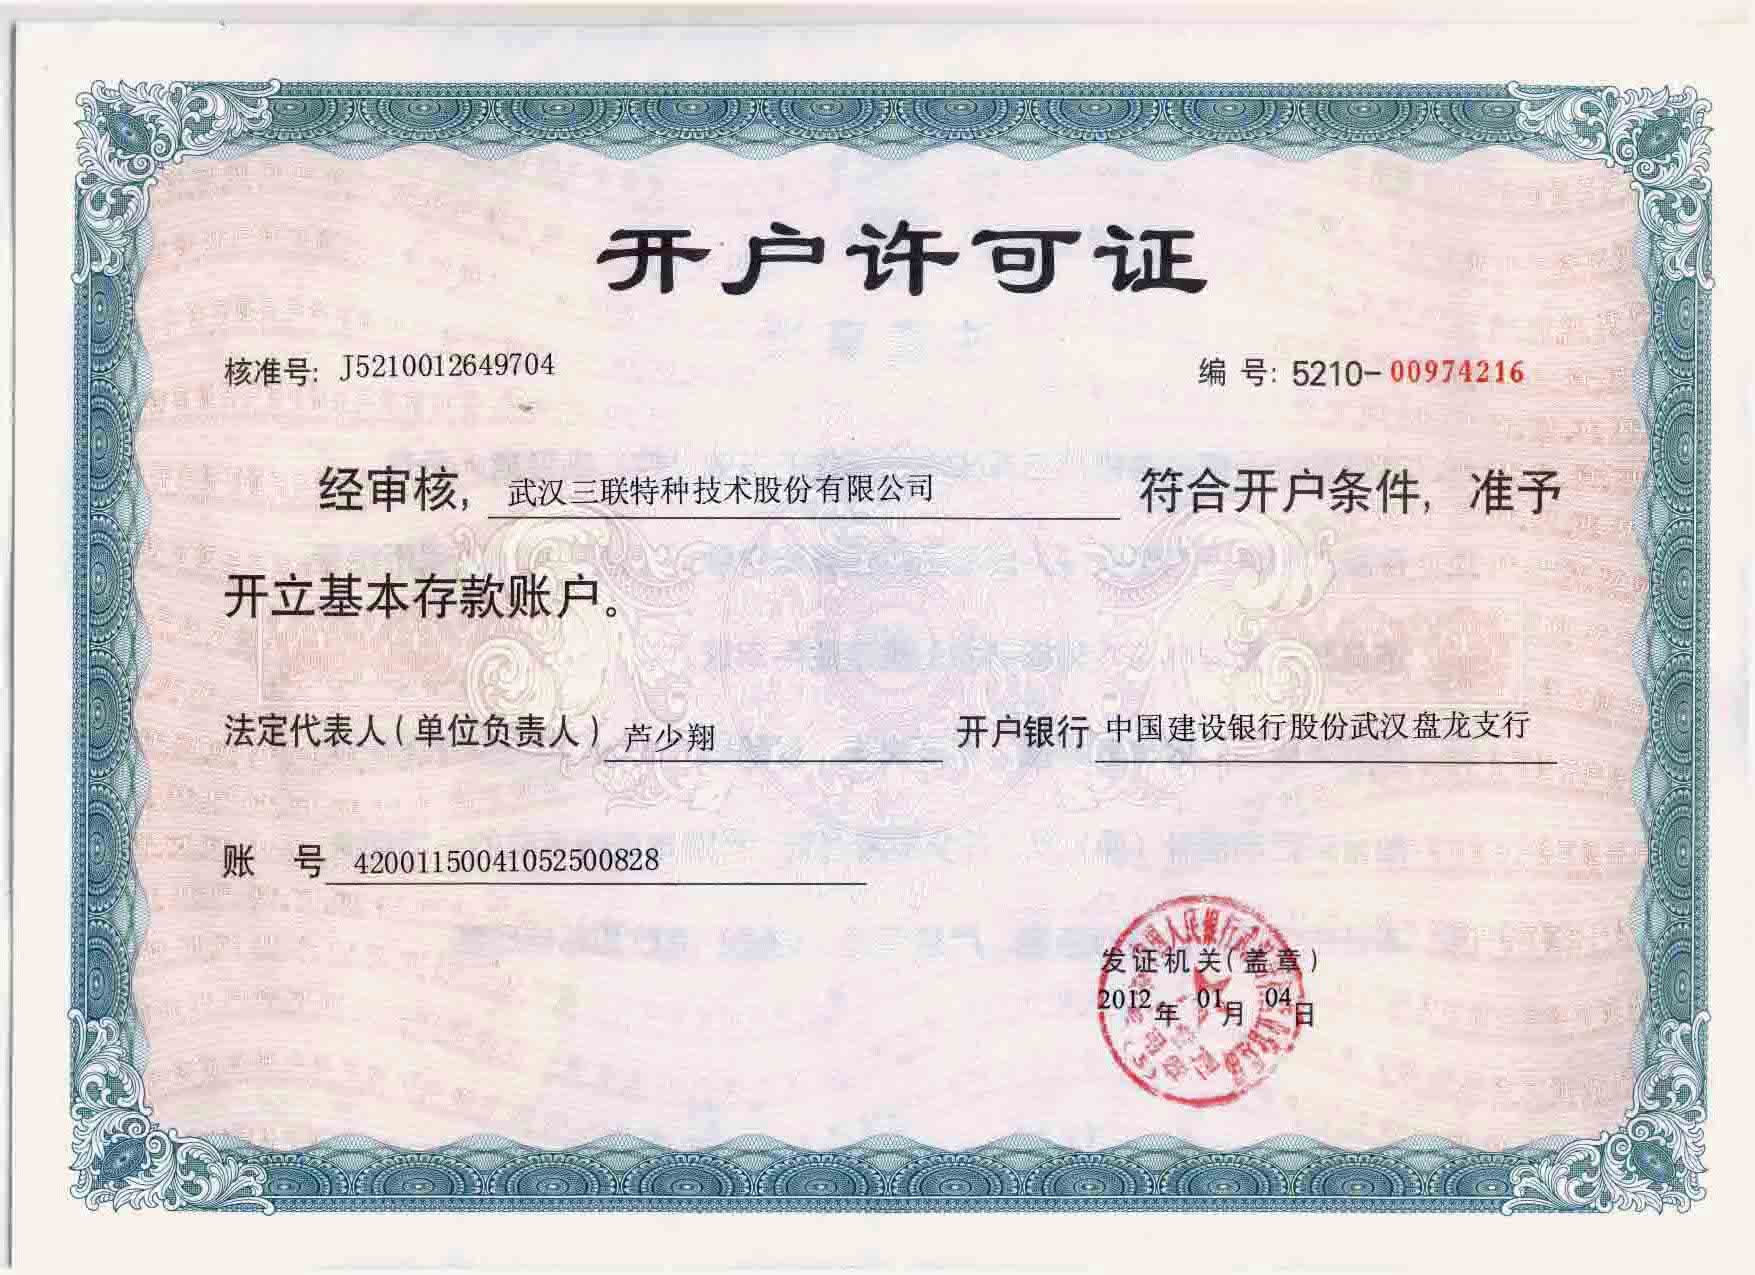 开户许可证
核准号: J5210012649704 编 号: 5210-00974216
经审核, 武汉三联特种技术股份有限公司 符合开户条件, 准予
开立基本存款账户。
法定代表人(单位负责人) 芦少翔 开户银行 中国建设银行股份武汉盘龙支行
账 号 42001150041052500828
发证机关(盖章)
2012年 01月 04日